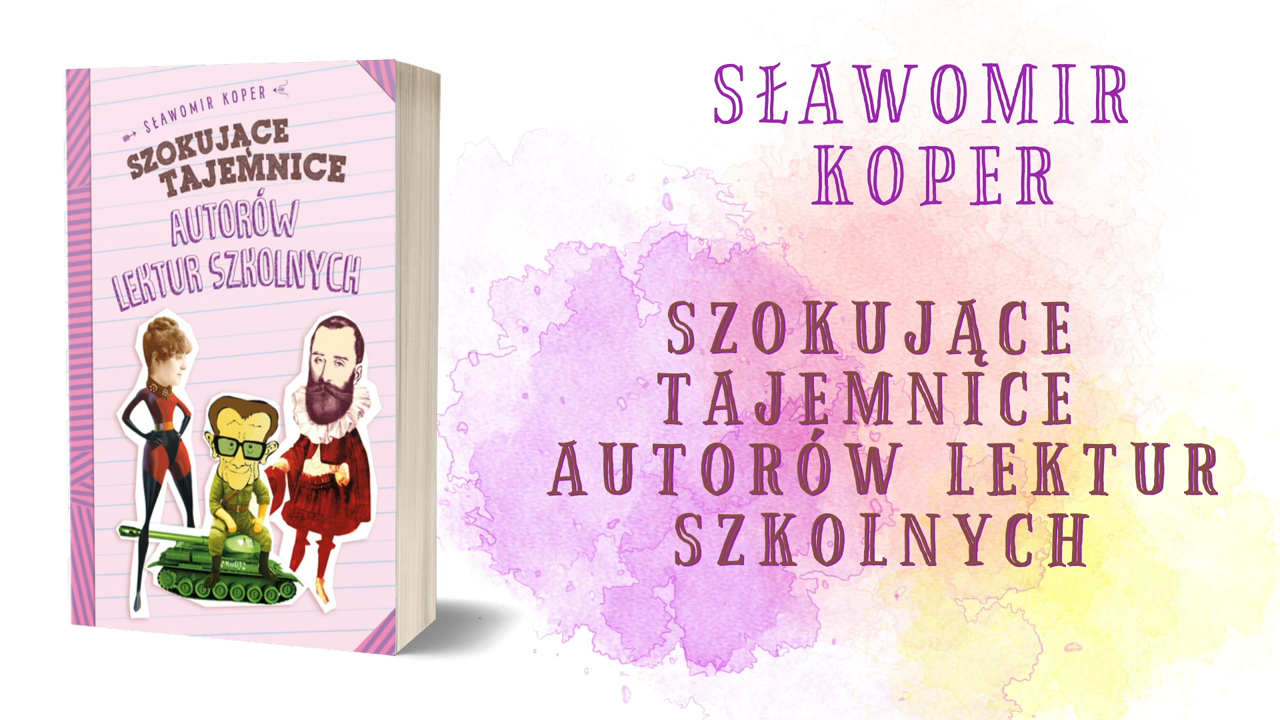 SŁAWOMIR KOPER
SZOKUJĄCE
TAJEMNICE
AUTORÓW
LEKTUR SZKOLNYCH
SŁAWOMIR
KOPER
SZOKUJĄCE
TAJEMNICE
AUTORÓW LEKTUR
SZKOLNYCH